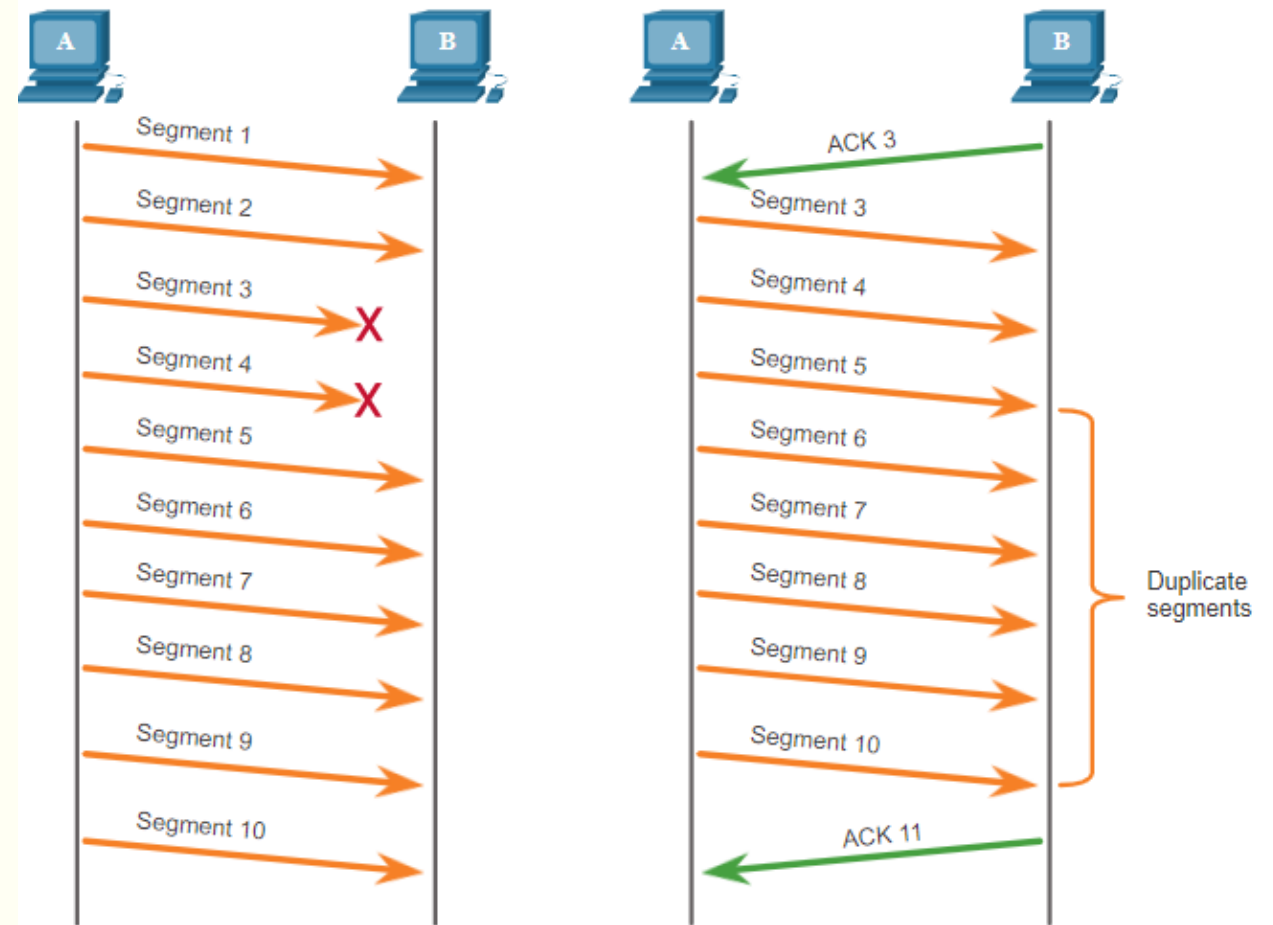 A
B
Segment 1
Segment 2
Segment 3
X
Segment 4
X
Segment 5
Segment 6
Segment 7
Segment 8
Segment 9
Segment 10
A
B
ACK 3
Segment 3
Segment 4
Segment 5
Segment 6
Segment 7
Segment 8
Segment 9
Segment 10
ACK 11
Duplicate
segments